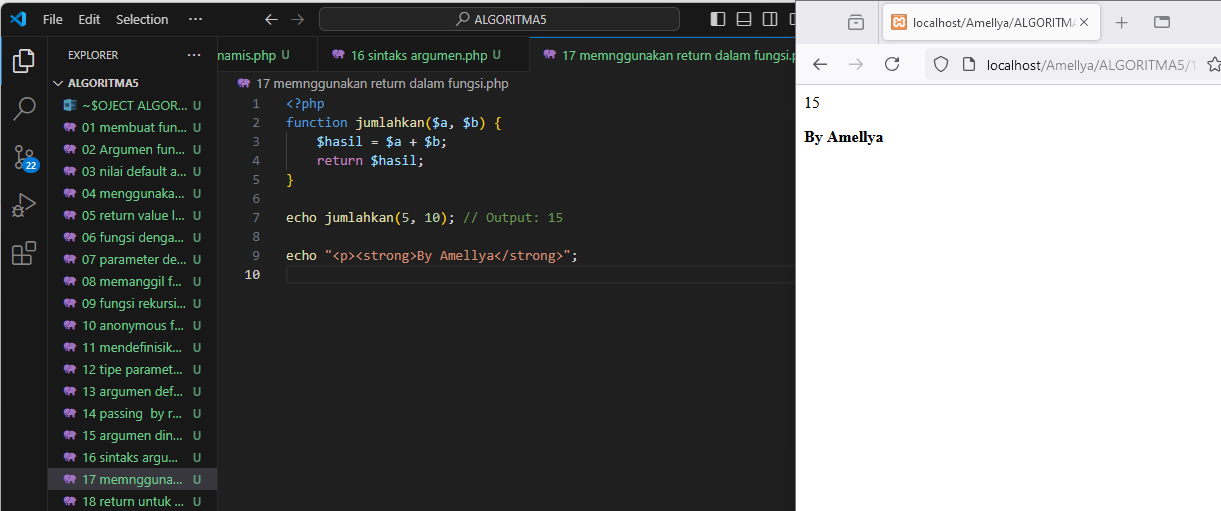 File Edit Selection ··· ← → ALGORITMA5
EXPLORER ···
ALGORITMA5
~$OJECT ALGOR... U
01 membuat fun... U
02 Argumen fun... U
03 nilai default a... U
04 menggunaka... U
05 return value l... U
06 fungsi denga... U
07 parameter de... U
08 memanggil f... U
09 fungsi rekursi... U
10 anonymous f... U
11 mendefinisik... U
12 tipe paramet... U
13 argumen def... U
14 passing by r... U
15 argumen din... U
16 sintaks argu... U
17 memngguna... U
18 return untuk ... U
22
namis.php U 16 sintaks argumen.php U 17 memnggunakan return dalam fungsi.p
17 memnggunakan return dalam fungsi.php
1 <?php
2 function jumlahkan($a, $b) {
3 $hasil = $a + $b;
4 return $hasil;
5 }
6
7 echo jumlahkan(5, 10); // Output: 15
8
9 echo "<p><strong>By Amellya</strong>";
10
localhost/Amellya/ALGORITMA
localhost/Amellya/ALGORITMA5/1
15
By Amellya